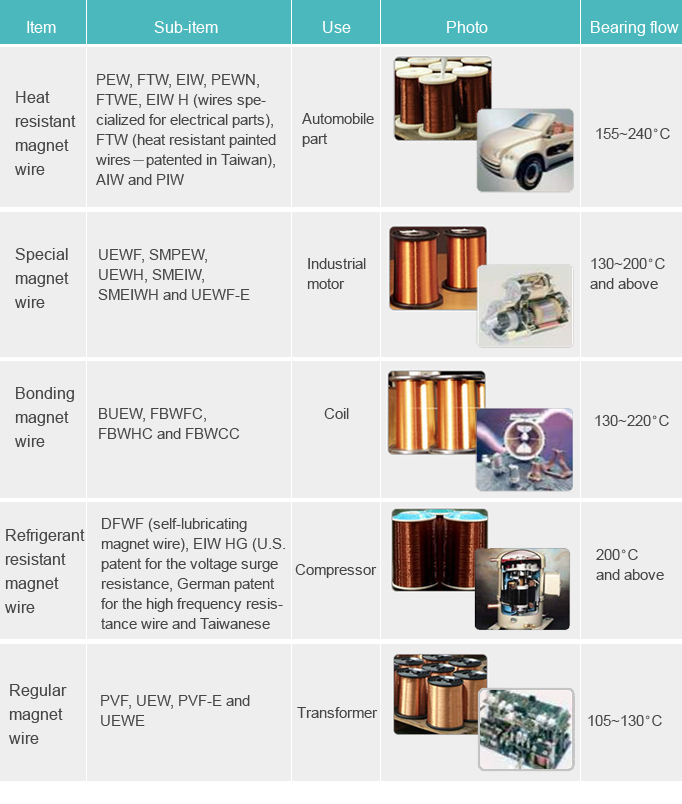 Item
Sub-item
Use
Photo
Bearing flow
Heat
resistant
magnet
wire
PEW, FTW, EIW, PEWN,
FTWE, EIW H (wires spe-
cialized for electrical parts),
FTW (heat resistant painted
wires－patented in Taiwan),
AIW and PIW
Automobile
part
155~240°C
Special
magnet
wire
UEWF, SMPEW,
UEWH, SMEIW,
SMEIWH and UEWF-E
Industrial
motor
130~200°C
and above
Bonding
magnet
wire
BUEW, FBWFC,
FBWHC and FBWCC
Coil
130~220°C
Refrigerant
resistant
magnet
wire
DFWF (self-lubricating
magnet wire), EIW HG (U.S.
patent for the voltage surge
resistance, German patent
for the high frequency resis-
tance wire and Taiwanese
Compressor
200°C
and above
Regular
magnet
wire
PVF, UEW, PVF-E and
UEWE
Transformer
105~130°C